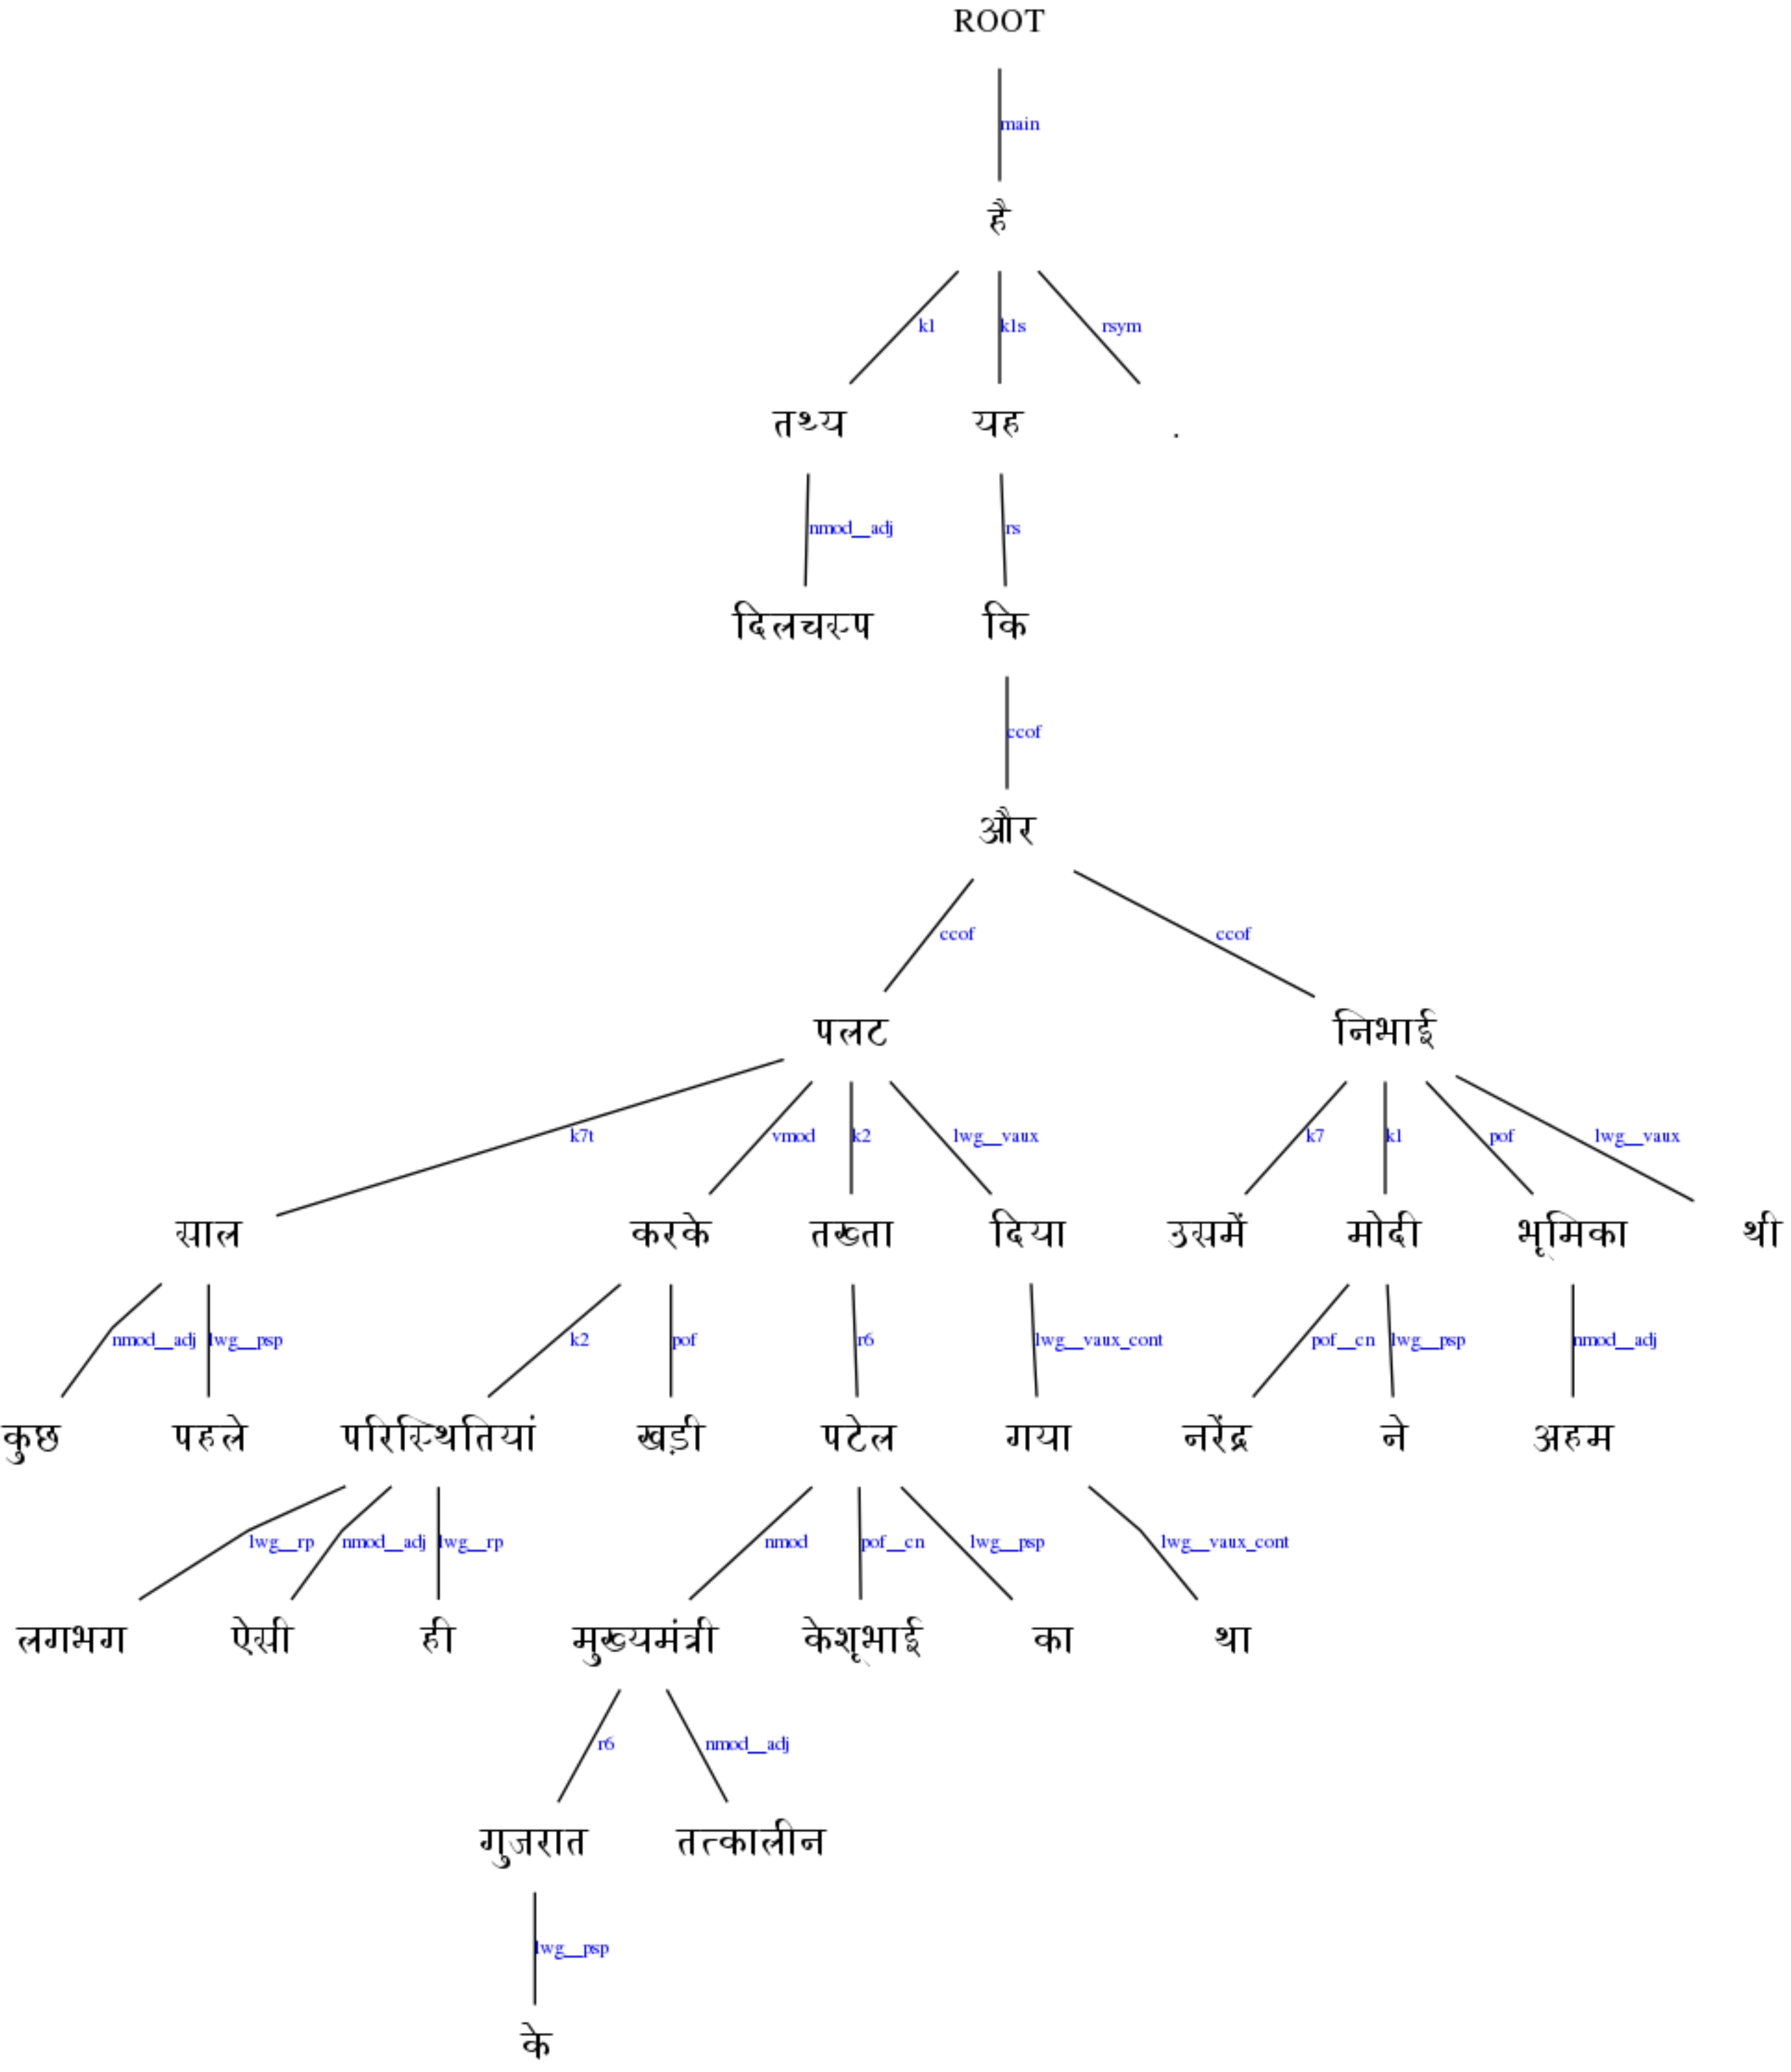 ROOT
main
है
k1 k1s rsym
तथ्य यह .
nmod__adj rs
दिलचस्प कि
ccof
और
ccof ccof
पलट निभाई
k7t vmod k2 lwg__vaux k7 k1 pof lwg__vaux
साल करके तख्ता दिया उसमें मोदी भूमिका थी
nmod__adj lwg__psp k2 pof r6 lwg__vaux_cont pof__cn lwg__psp nmod__adj
कुछ पहले परिस्थितियां खड़ी पटेल गया नरेंद्र ने अहम
lwg__rp nmod__adj lwg__rp nmod pof__cn lwg__psp lwg__vaux_cont
लगभग ऐसी ही मुख्यमंत्री केशूभाई का था
r6 nmod__adj
गुजरात तत्कालीन
lwg__psp
के